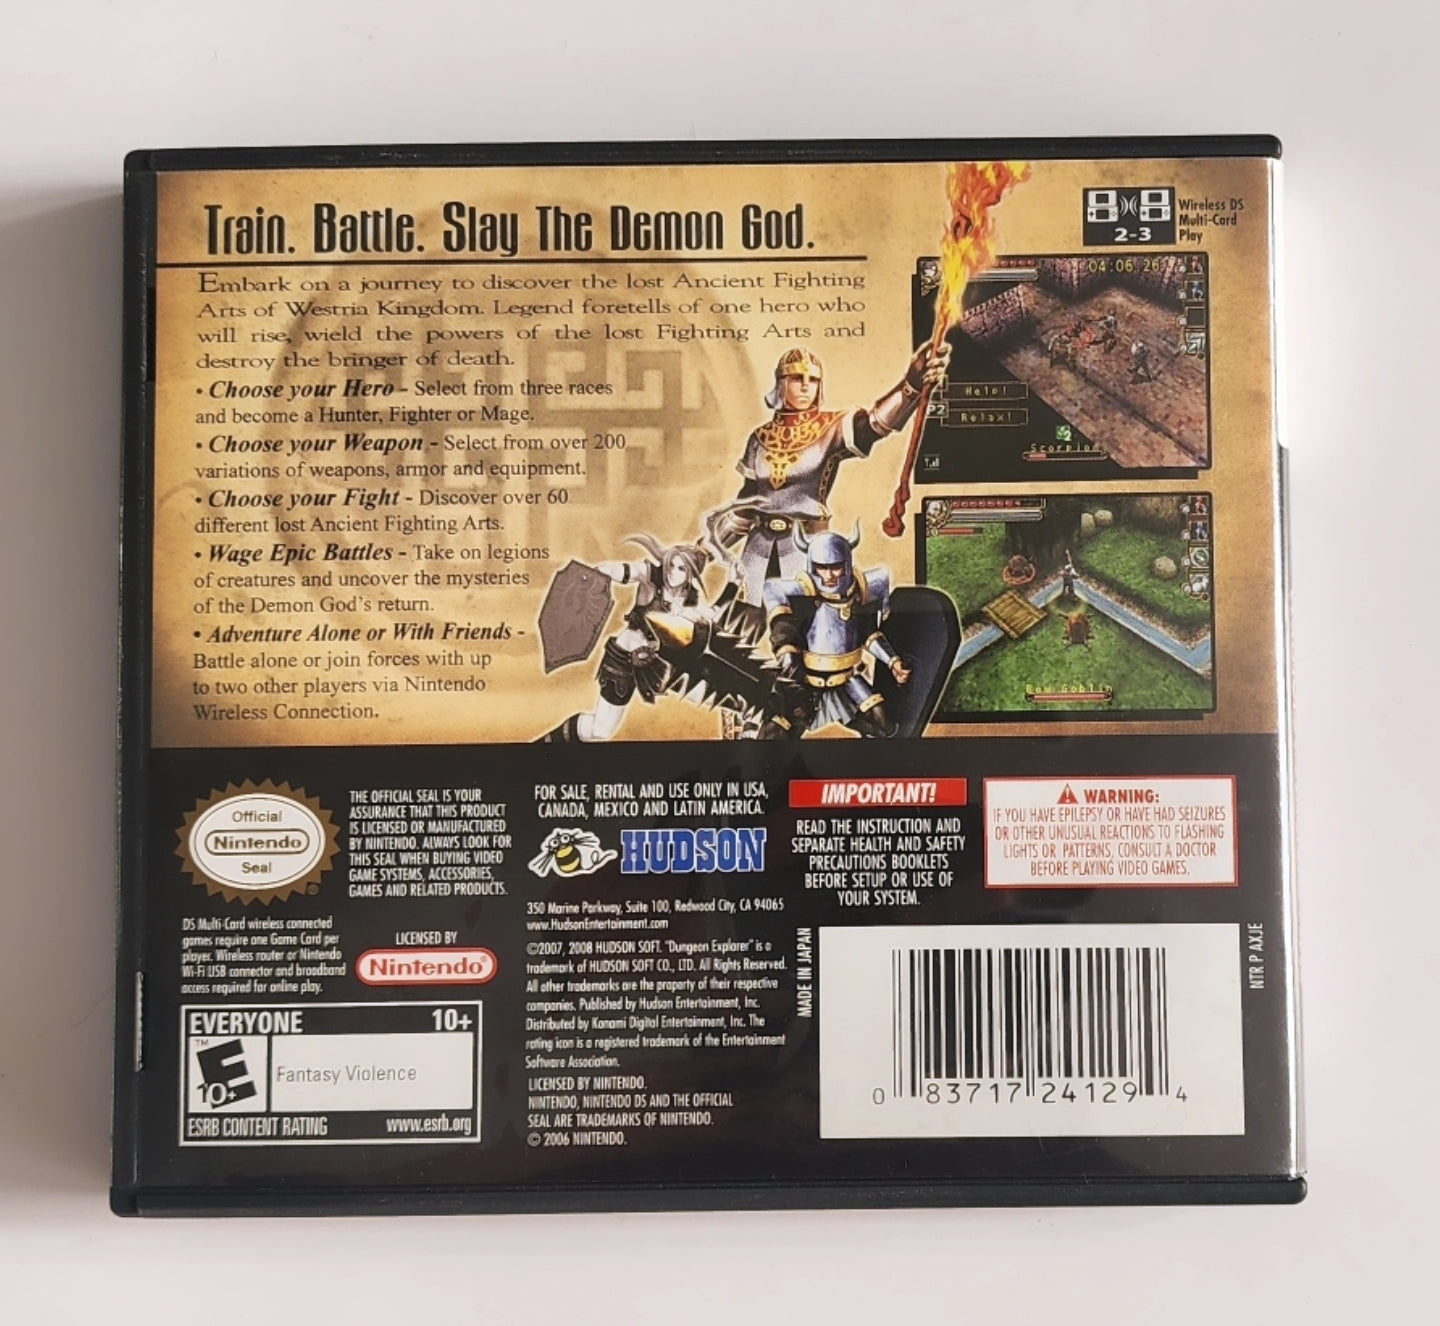 Train. Battle. Slay The Demon God.
Embark on a journey to discover the lost Ancient Fighting
Arts of Westria Kingdom. Legend foretells of one hero who
will rise, wield the powers of the lost Fighting Arts and
destroy the bringer of death.
• Choose your Hero - Select from three races
and become a Hunter, Fighter or Mage.
• Choose your Weapon - Select from over 200
variations of weapons, armor and equipment.
• Choose your Fight - Discover over 60
different lost Ancient Fighting Arts.
• Wage Epic Battles - Take on legions
of creatures and uncover the mysteries
of the Demon God's return.
• Adventure Alone or With Friends -
Battle alone or join forces with up
to two other players via Nintendo
Wireless Connection.
2-3
Wireless DS
Multi-Card
Play
04:06.26
Help!
P2
Relax!
2
Scorpion
Bow Goblin
Official
Nintendo
Seal
®
THE OFFICIAL SEAL IS YOUR
ASSURANCE THAT THIS PRODUCT
IS LICENSED OR MANUFACTURED
BY NINTENDO. ALWAYS LOOK FOR
THIS SEAL WHEN BUYING VIDEO
GAME SYSTEMS, ACCESSORIES,
GAMES AND RELATED PRODUCTS.
DS Multi-Card wireless connected
games require one Game Card per
player. Wireless router or Nintendo
Wi-Fi USB connector and broadband
access required for online play.
LICENSED BY
Nintendo®
EVERYONE 10+
TM
E
10+
Fantasy Violence
ESRB CONTENT RATING www.esrb.org
FOR SALE, RENTAL AND USE ONLY IN USA,
CANADA, MEXICO AND LATIN AMERICA.
HUDSON
350 Marine Parkway, Suite 100, Redwood City, CA 94065
www.HudsonEntertainment.com
©2007, 2008 HUDSON SOFT. "Dungeon Explorer" is a
trademark of HUDSON SOFT CO., LTD. All Rights Reserved.
All other trademarks are the property of their respective
companies. Published by Hudson Entertainment, Inc.
Distributed by Konami Digital Entertainment, Inc. The
rating icon is a registered trademark of the Entertainment
Software Association.
LICENSED BY NINTENDO.
NINTENDO, NINTENDO DS AND THE OFFICIAL
SEAL ARE TRADEMARKS OF NINTENDO.
© 2006 NINTENDO.
IMPORTANT!
READ THE INSTRUCTION AND
SEPARATE HEALTH AND SAFETY
PRECAUTIONS BOOKLETS
BEFORE SETUP OR USE OF
YOUR SYSTEM.
WARNING:
IF YOU HAVE EPILEPSY OR HAVE HAD SEIZURES
OR OTHER UNUSUAL REACTIONS TO FLASHING
LIGHTS OR PATTERNS, CONSULT A DOCTOR
BEFORE PLAYING VIDEO GAMES.
MADE IN JAPAN
0 83717 24129 4
NTR P AXJE